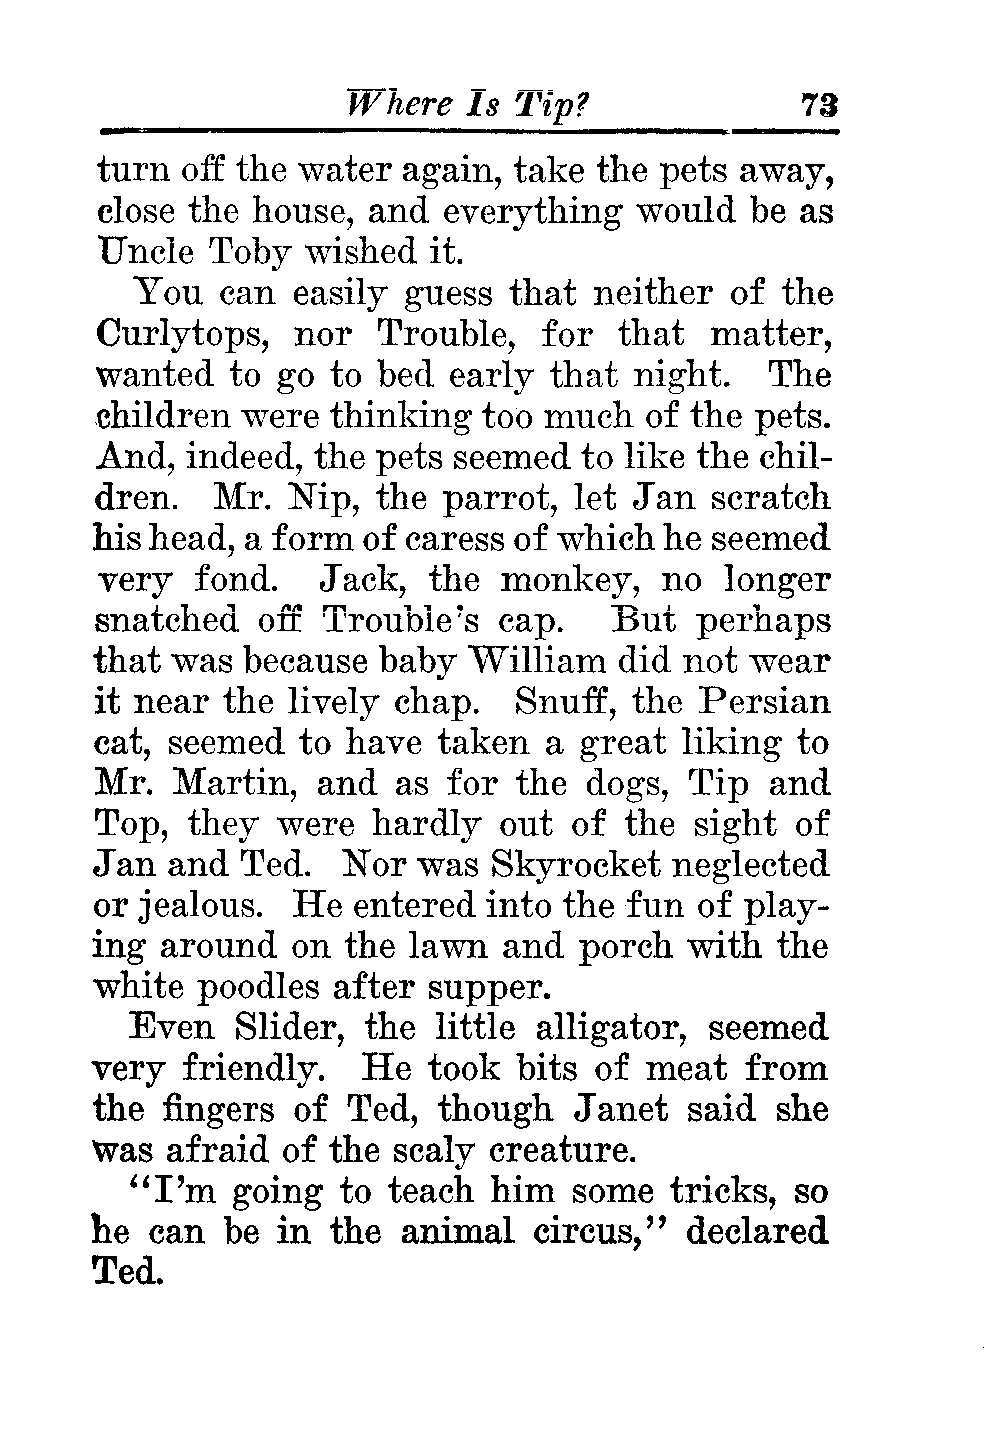 Where Is Tip? 73
turn off the water again, take the pets away,
close the house, and everything would be as
Uncle Toby wished it.
You can easily guess that neither of the
Curlytops, nor Trouble, for that matter,
wanted to go to bed early that night. The
children were thinking too much of the pets.
And, indeed, the pets seemed to like the chil-
dren. Mr. Nip, the parrot, let Jan scratch
his head, a form of caress of which he seemed
very fond. Jack, the monkey, no longer
snatched off Trouble's cap. But perhaps
that was because baby William did not wear
it near the lively chap. Snuff, the Persian
cat, seemed to have taken a great liking to
Mr. Martin, and as for the dogs, Tip and
Top, they were hardly out of the sight of
Jan and Ted. Nor was Skyrocket neglected
or jealous. He entered into the fun of play-
ing around on the lawn and porch with the
white poodles after supper.
Even Slider, the little alligator, seemed
very friendly. He took bits of meat from
the fingers of Ted, though Janet said she
was afraid of the scaly creature.
"I'm going to teach him some tricks, so
he can be in the animal circus," declared
Ted.